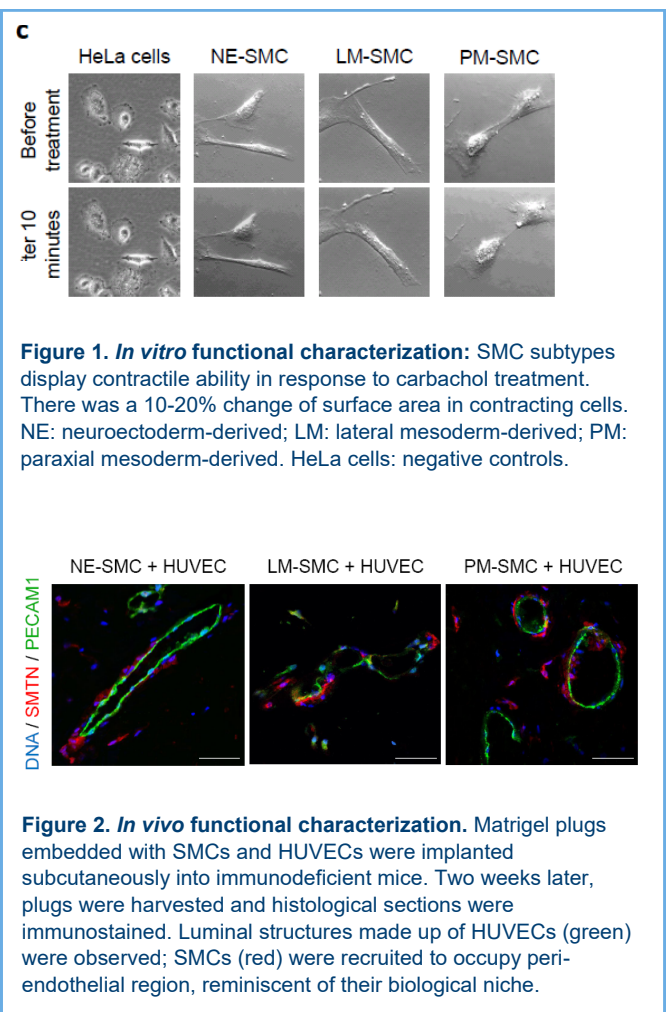 c
HeLa cells NE-SMC LM-SMC PM-SMC
Before
treatment
ter 10
minutes
Figure 1. In vitro functional characterization: SMC subtypes
display contractile ability in response to carbachol treatment.
There was a 10-20% change of surface area in contracting cells.
NE: neuroectoderm-derived; LM: lateral mesoderm-derived; PM:
paraxial mesoderm-derived. HeLa cells: negative controls.
NE-SMC + HUVEC LM-SMC + HUVEC PM-SMC + HUVEC
DNA / SMTN / PECAM1
Figure 2. In vivo functional characterization. Matrigel plugs
embedded with SMCs and HUVECs were implanted
subcutaneously into immunodeficient mice. Two weeks later,
plugs were harvested and histological sections were
immunostained. Luminal structures made up of HUVECs (green)
were observed; SMCs (red) were recruited to occupy peri-
endothelial region, reminiscent of their biological niche.